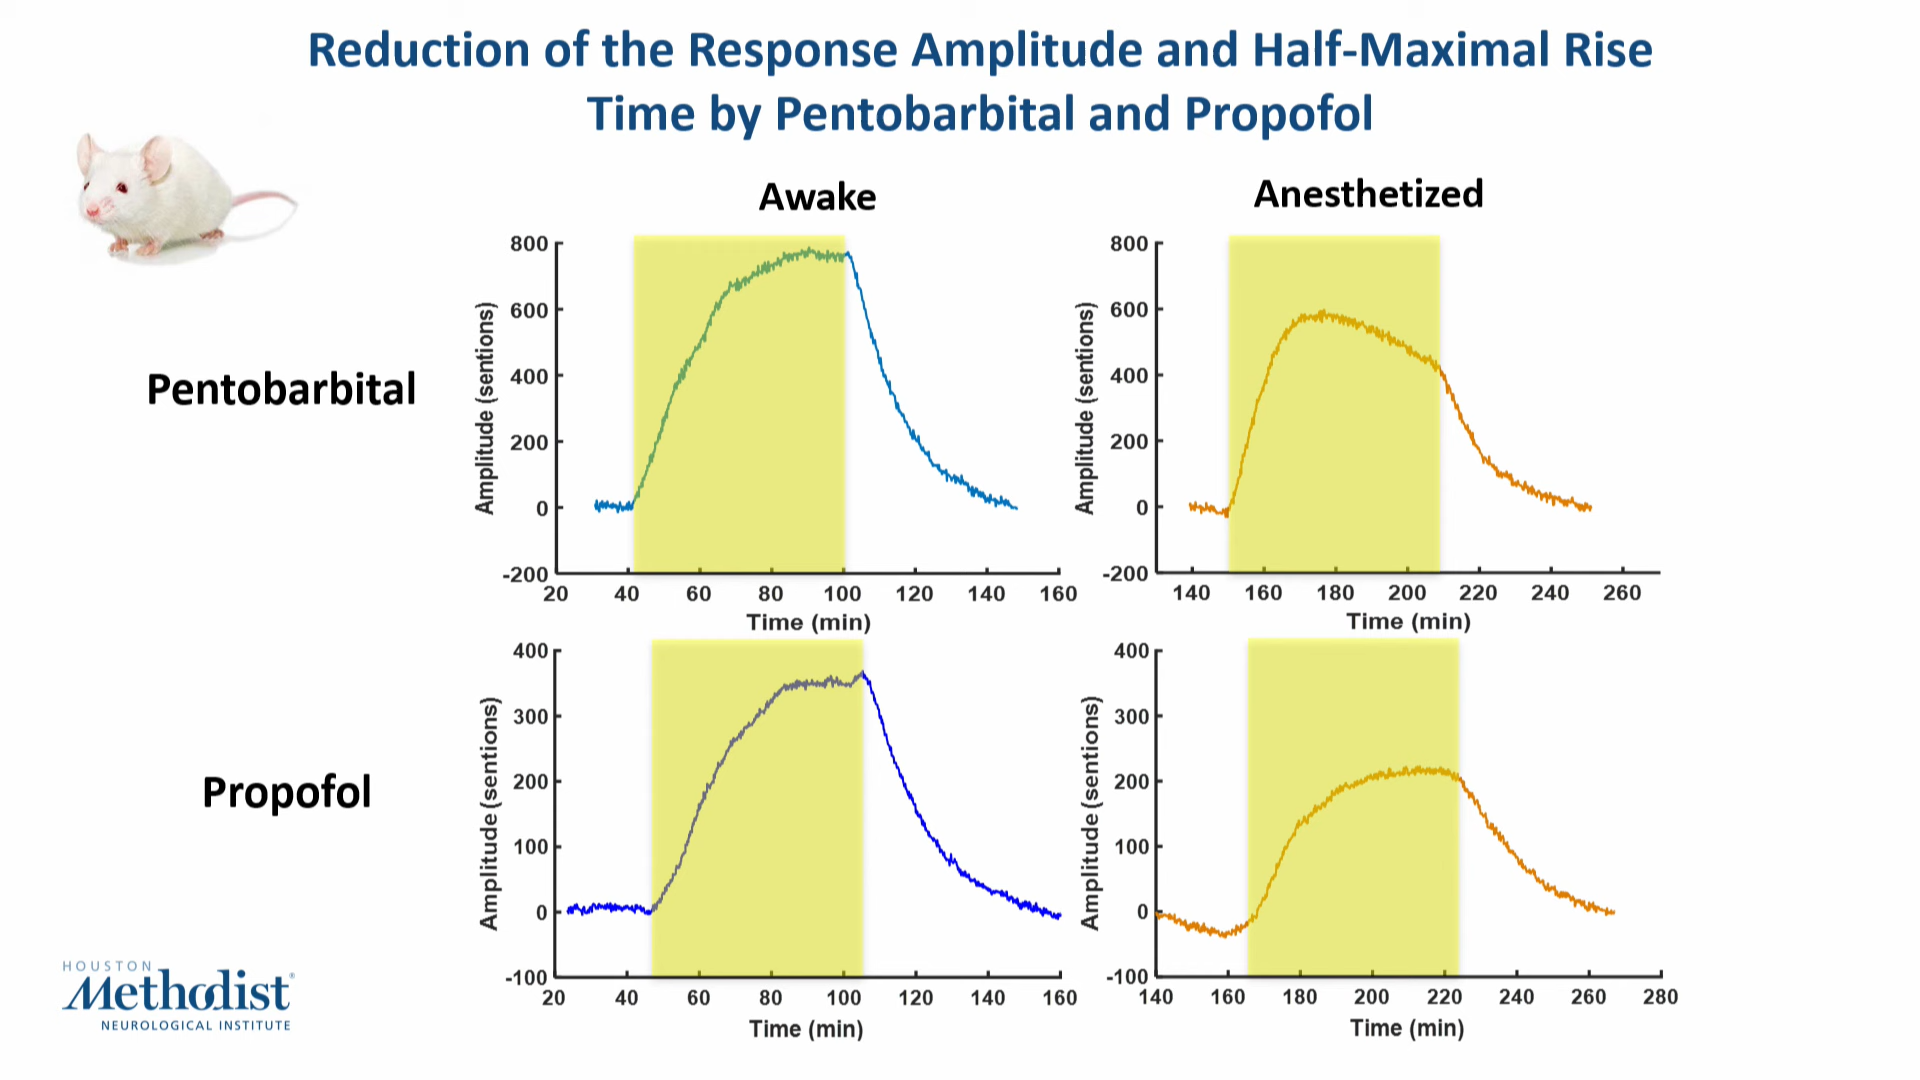 Reduction of the Response Amplitude and Half-Maximal Rise
Time by Pentobarbital and Propofol
Awake
Anesthetized
Pentobarbital
800
600
400
200
0
-200
Amplitude (sentions)
20 40 60 80 100 120 140 160
Time (min)
800
600
400
200
0
-200
Amplitude (sentions)
140 160 180 200 220 240 260
Time (min)
Propofol
400
300
200
100
0
-100
Amplitude (sentions)
20 40 60 80 100 120 140 160
Time (min)
400
300
200
100
0
-100
Amplitude (sentions)
140 160 180 200 220 240 260 280
Time (min)
HOUSTON
Methodist
NEUROLOGICAL INSTITUTE